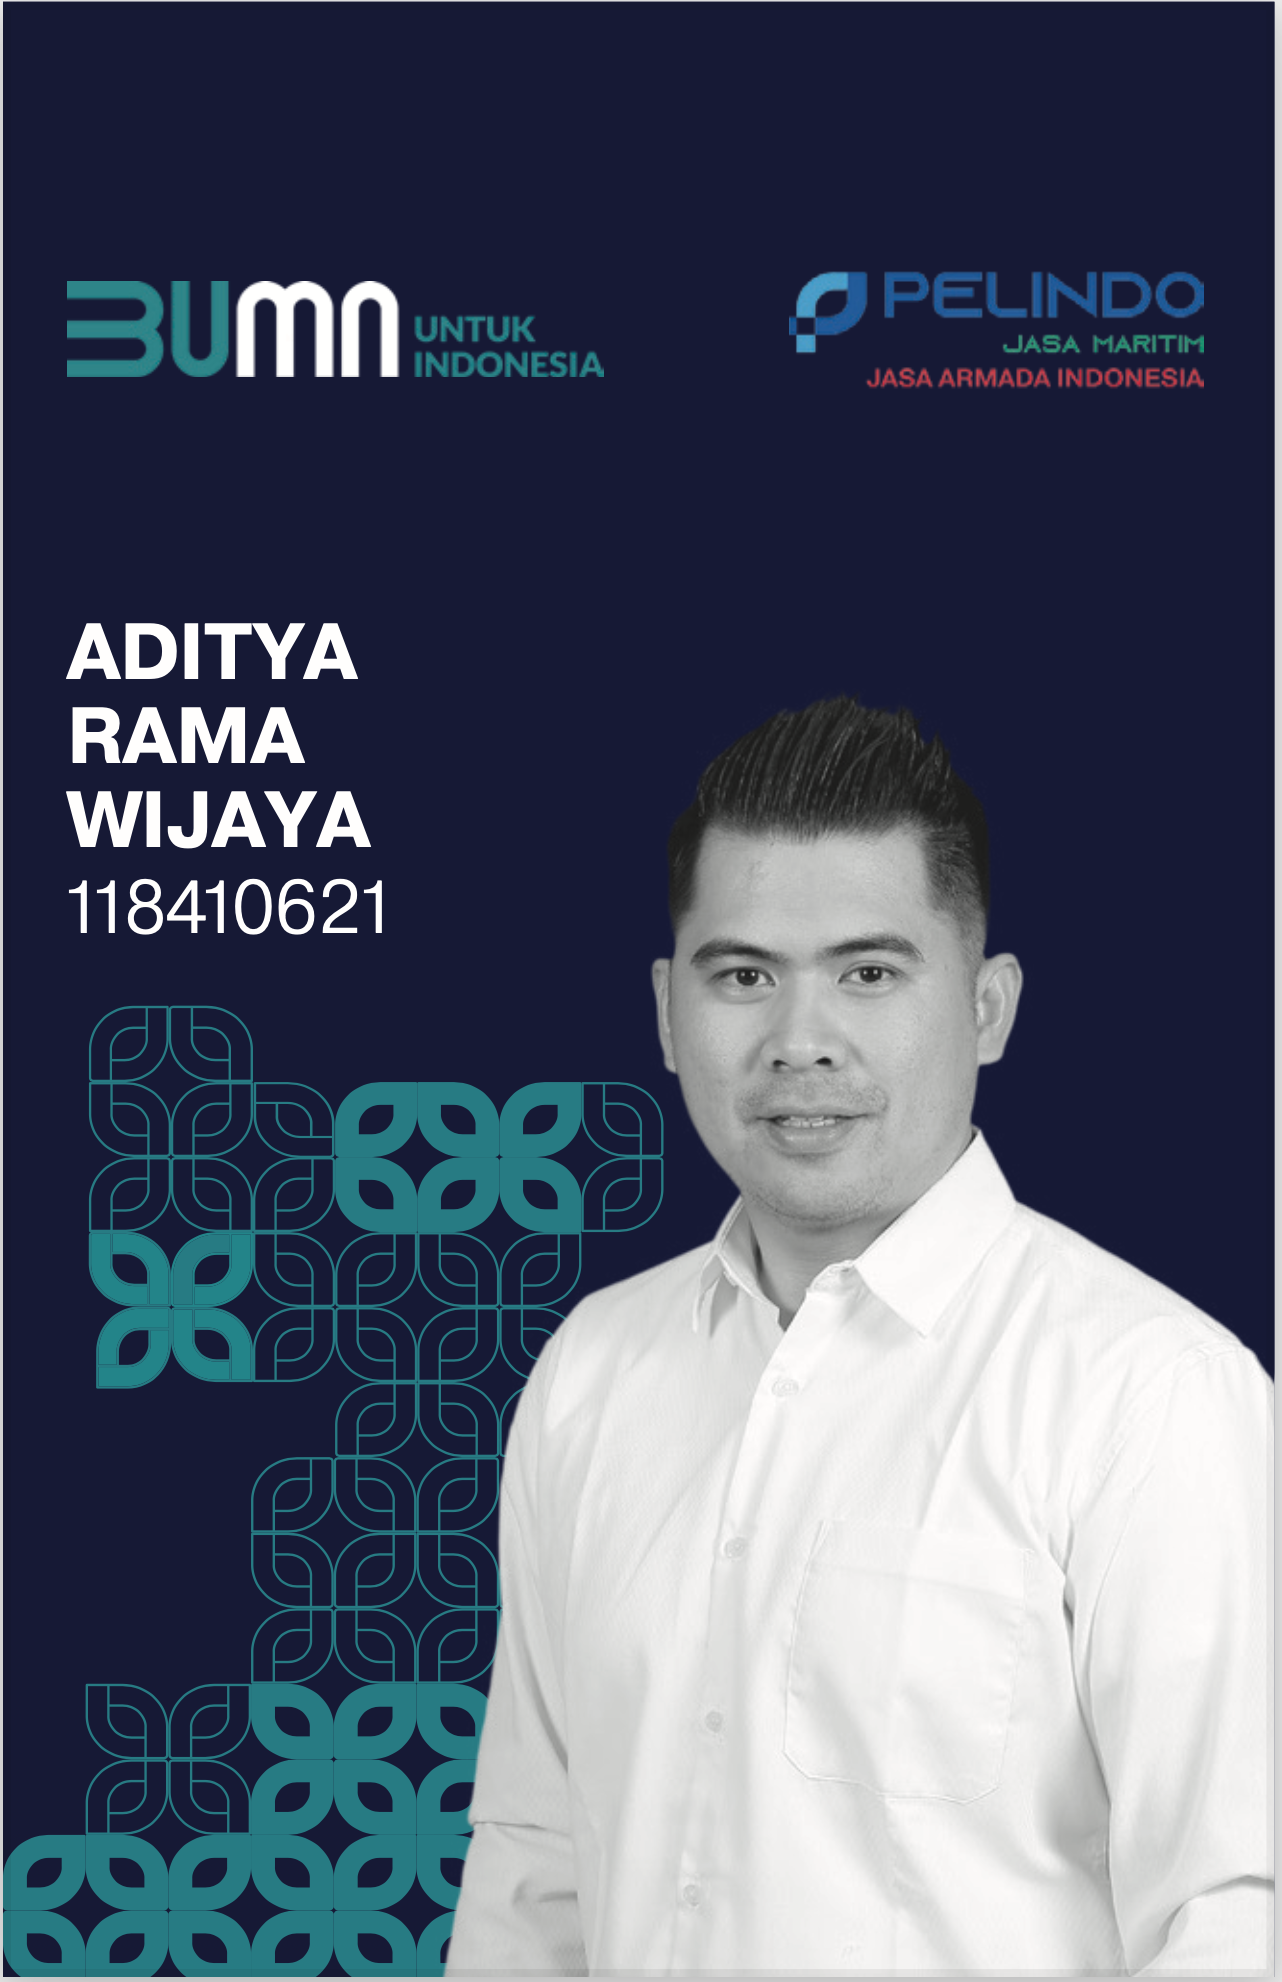 BUMN UNTUK
INDONESIA
PELINDO
JASA MARITIM
JASA ARMADA INDONESIA
ADITYA
RAMA
WIJAYA
118410621